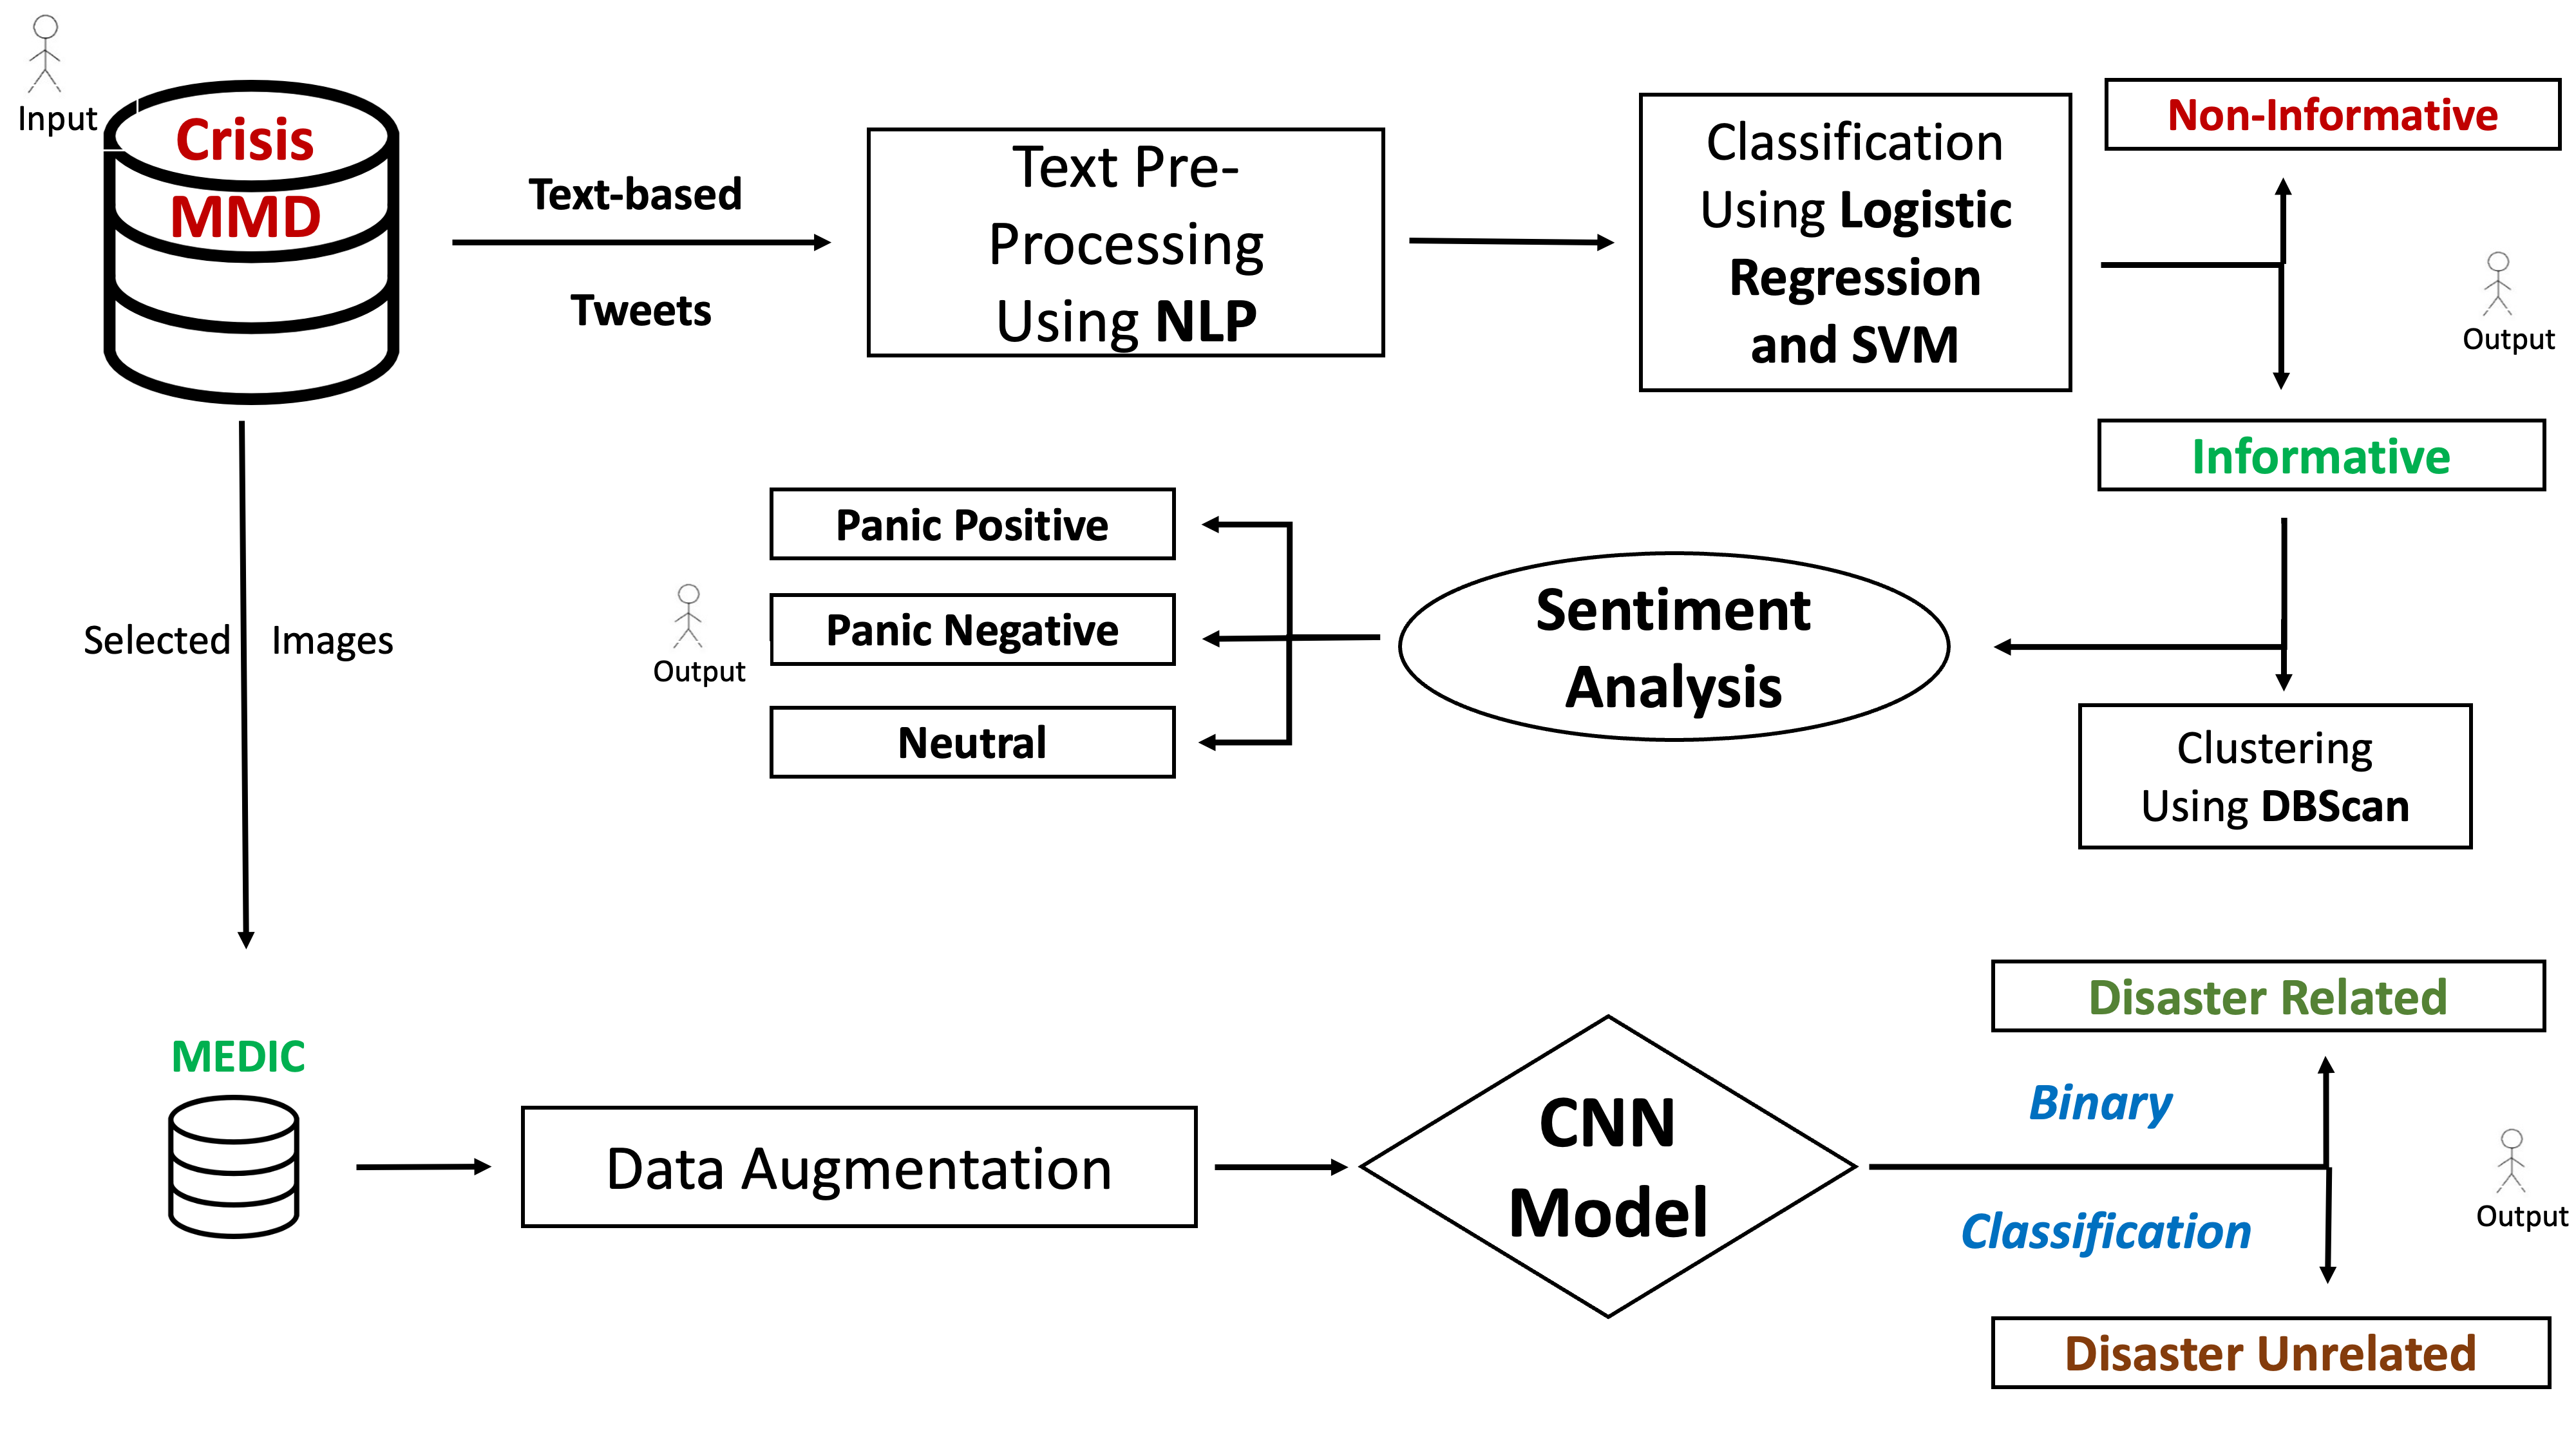 Input
Crisis
MMD
Text-based
Tweets
Text Pre-
Processing
Using NLP
Classification
Using Logistic
Regression
and SVM
Non-Informative
Output
Informative
Panic Positive
Panic Negative
Neutral
Output
Sentiment
Analysis
Clustering
Using DBScan
Selected Images
MEDIC
Data Augmentation
CNN
Model
Binary
Classification
Disaster Related
Output
Disaster Unrelated